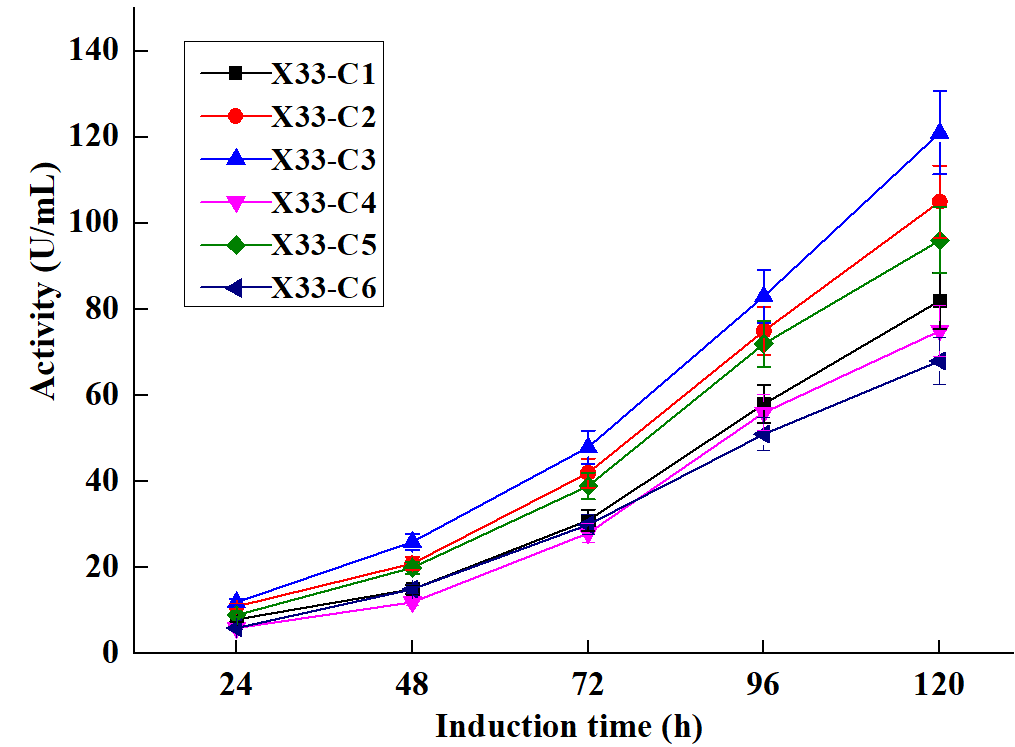 140
120
100
80
60
40
20
0
Activity (U/mL)
X33-C1
X33-C2
X33-C3
X33-C4
X33-C5
X33-C6
24 48 72 96 120
Induction time (h)